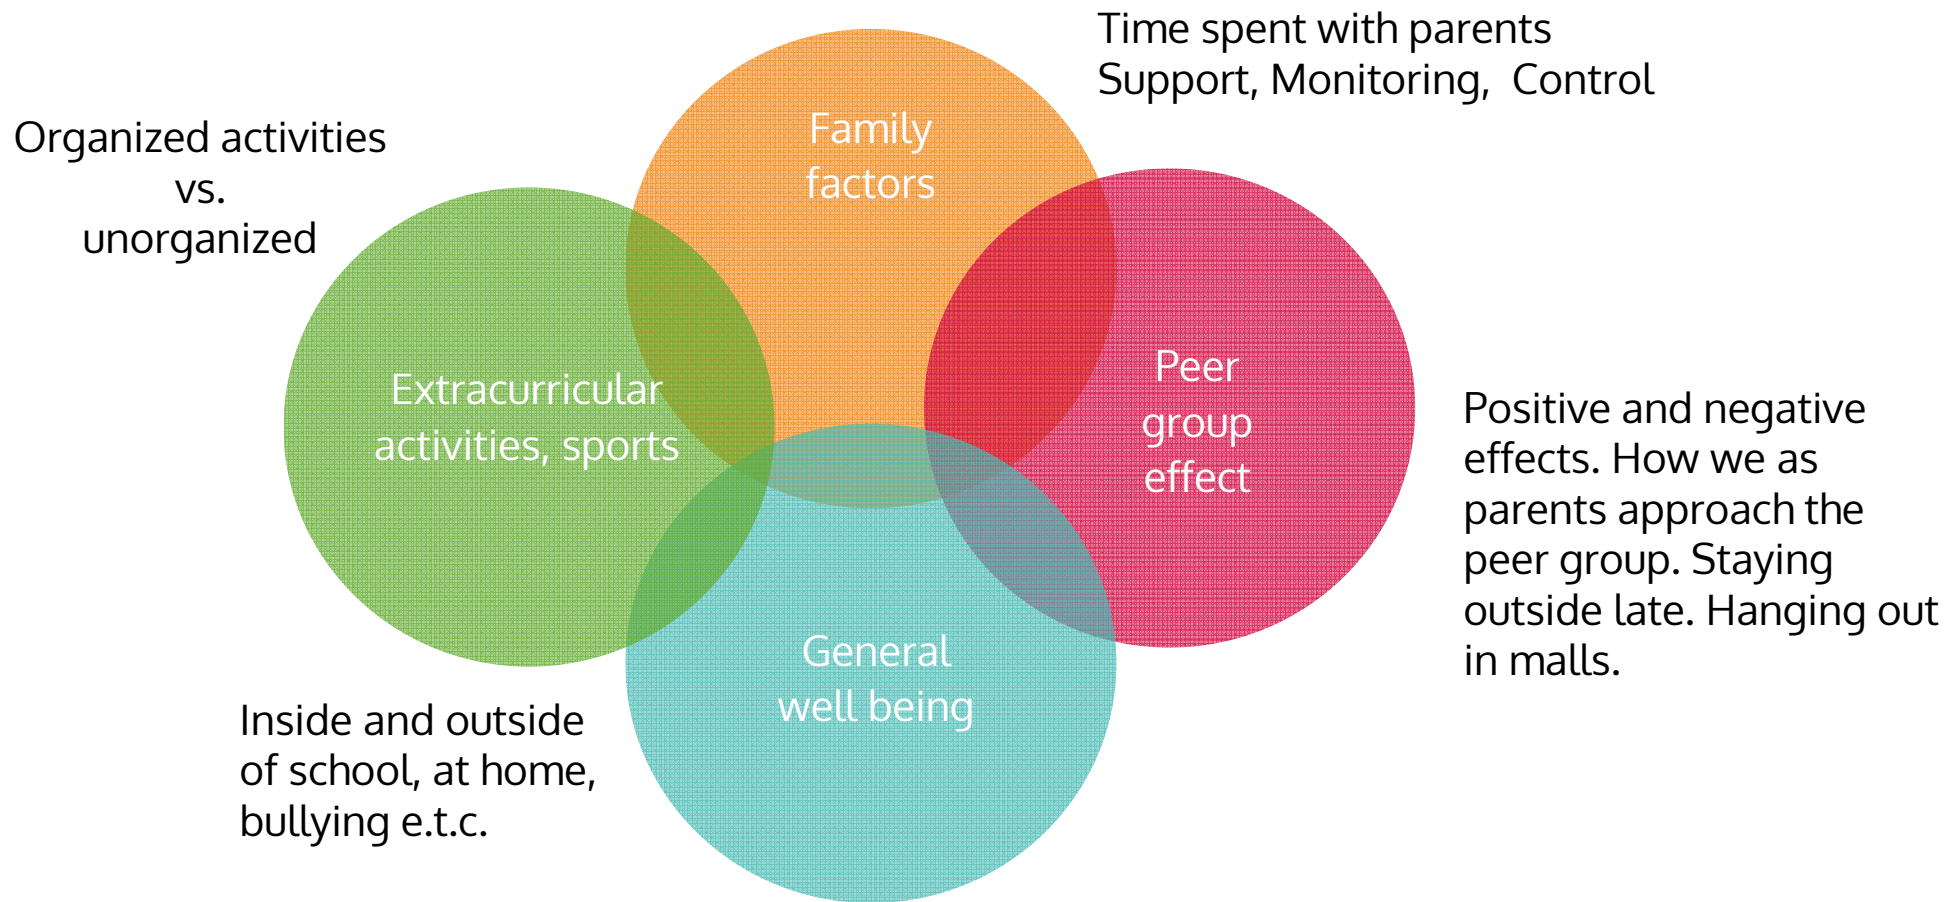 Time spent with parents
Support, Monitoring, Control
Organized activities
vs.
unorganized
Family
factors
Extracurricular
activities, sports
Peer
group
effect
Positive and negative
effects. How we as
parents approach the
peer group. Staying
outside late. Hanging out
in malls.
General
well being
Inside and outside
of school, at home,
bullying e.t.c.